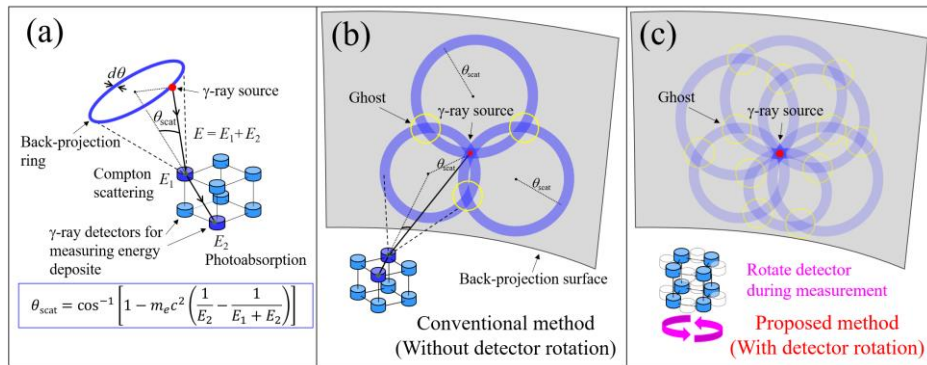 (a)
dθ
γ-ray source
θscat
E = E1+E2
Back-projection
ring
Compton
scattering
E1
γ-ray detectors for
measuring energy
deposite
E2
Photoabsorption
θscat = cos⁻¹ [1 − mec² (1/E2 − 1/(E1 + E2))]
(b)
θscat
Ghost
γ-ray source
θscat
θscat
Back-projection surface
Conventional method
(Without detector rotation)
(c)
Ghost
γ-ray source
Rotate detector
during measurement
Proposed method
(With detector rotation)